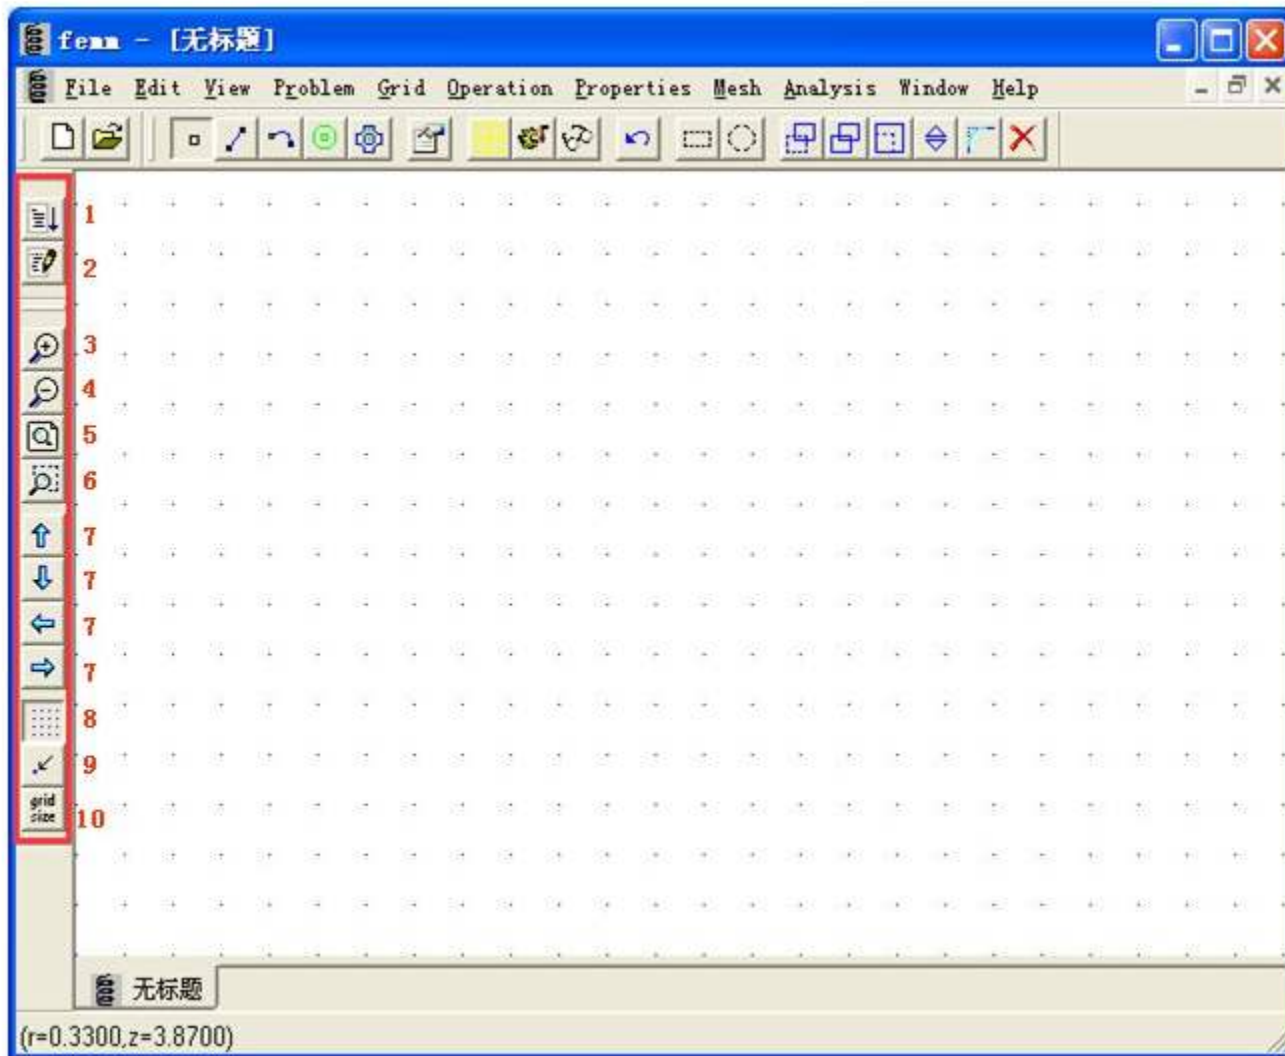 femm - [无标题]
File Edit View Problem Grid Operation Properties Mesh Analysis Window Help
1
2
3
4
5
6
7
7
7
7
8
9
grid
size
10
无标题
(r=0.3300,z=3.8700)